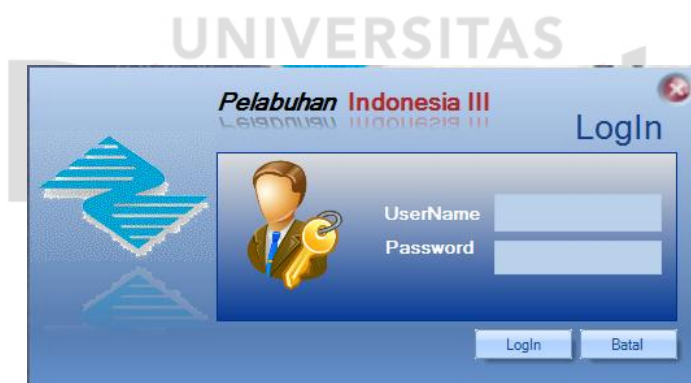 UNIVERSITAS
Pelabuhan Indonesia III
LogIn
UserName
Password
LogIn
Batal